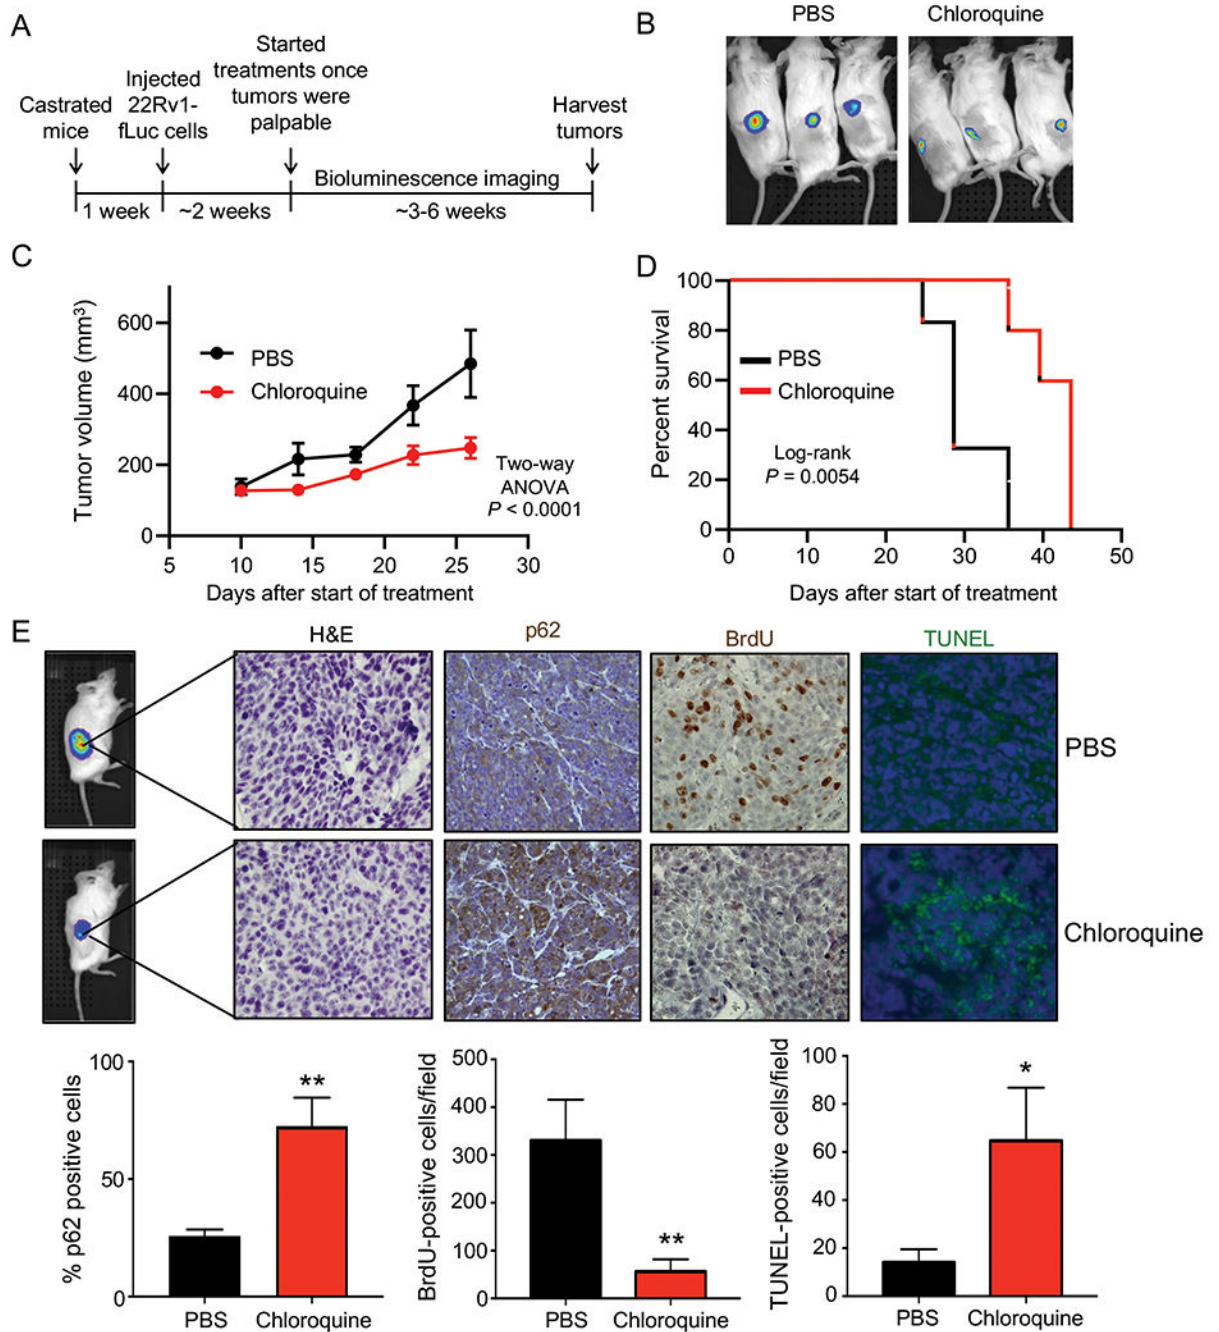 A
Castrated
mice
Injected
22Rv1-
fLuc cells
Started
treatments once
tumors were
palpable
Harvest
tumors
Bioluminescence imaging
1 week
~2 weeks
~3-6 weeks
B
PBS
Chloroquine
C
Tumor volume (mm³)
600
400
200
0
PBS
Chloroquine
Two-way
ANOVA
P < 0.0001
5
10
15
20
25
30
Days after start of treatment
D
Percent survival
100
80
60
40
20
0
PBS
Chloroquine
Log-rank
P = 0.0054
0
10
20
30
40
50
Days after start of treatment
E
H&E
p62
BrdU
TUNEL
PBS
Chloroquine
% p62 positive cells
100
50
0
**
PBS
Chloroquine
BrdU-positive cells/field
500
400
300
200
100
0
**
PBS
Chloroquine
TUNEL-positive cells/field
100
80
60
40
20
0
*
PBS
Chloroquine